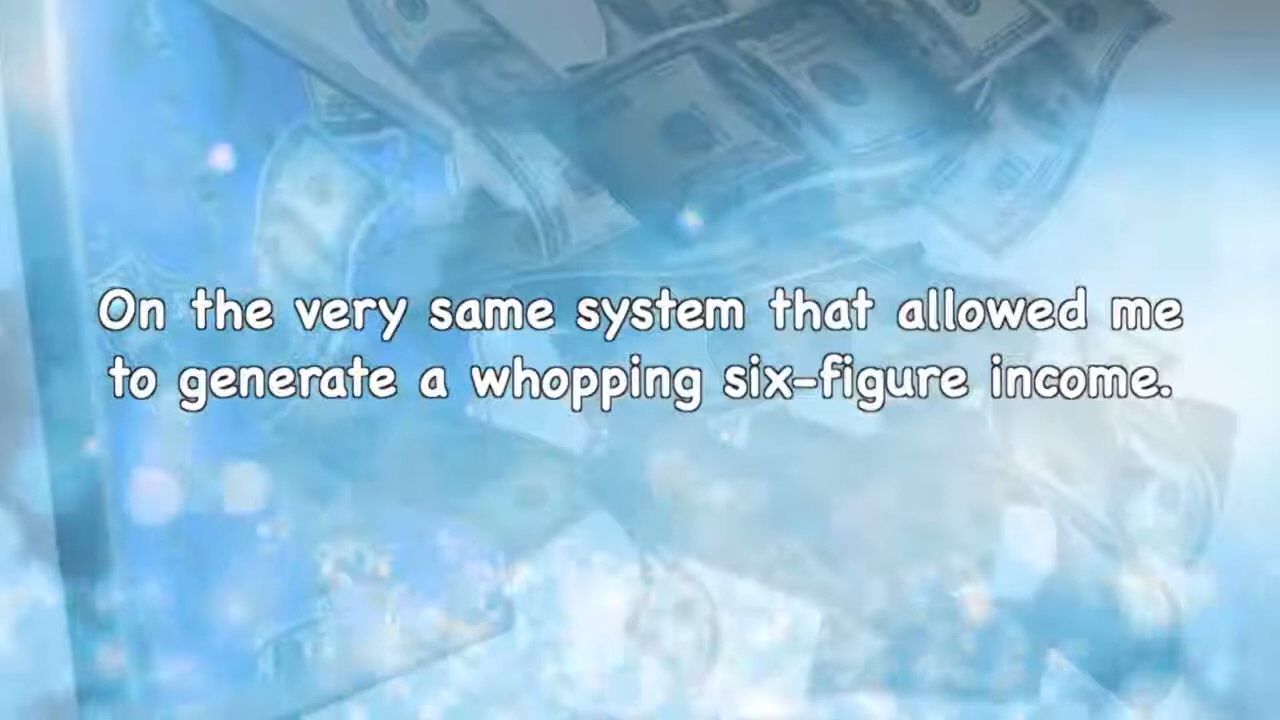 On the very same system that allowed me
to generate a whopping six-figure income.